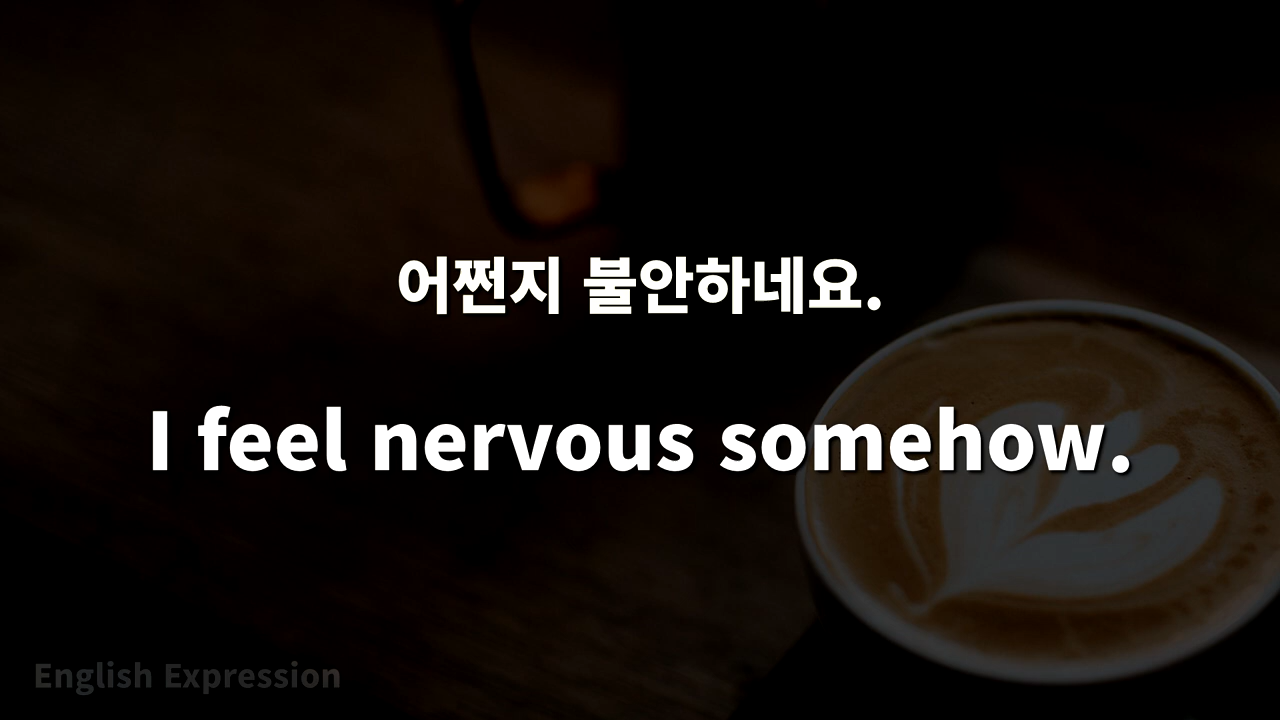 어쩐지 불안하네요.
I feel nervous somehow.
English Expression